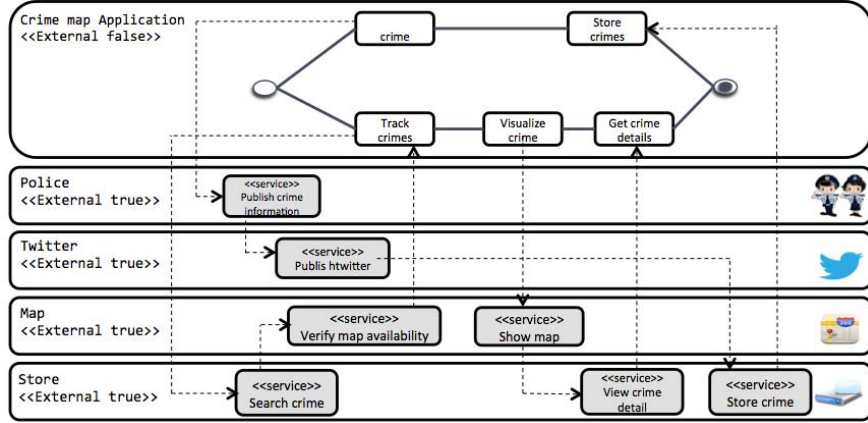 Crime map Application
<<External false>>
crime
Store
crimes
Track
crimes
Visualize
crime
Get crime
details
Police
<<External true>>
<<service>>
Publish crime
information
Twitter
<<External true>>
<<service>>
Publis htwitter
Map
<<External true>>
<<service>>
Verify map availability
<<service>>
Show map
Store
<<External true>>
<<service>>
Search crime
<<service>>
View crime
detail
<<service>>
Store crime